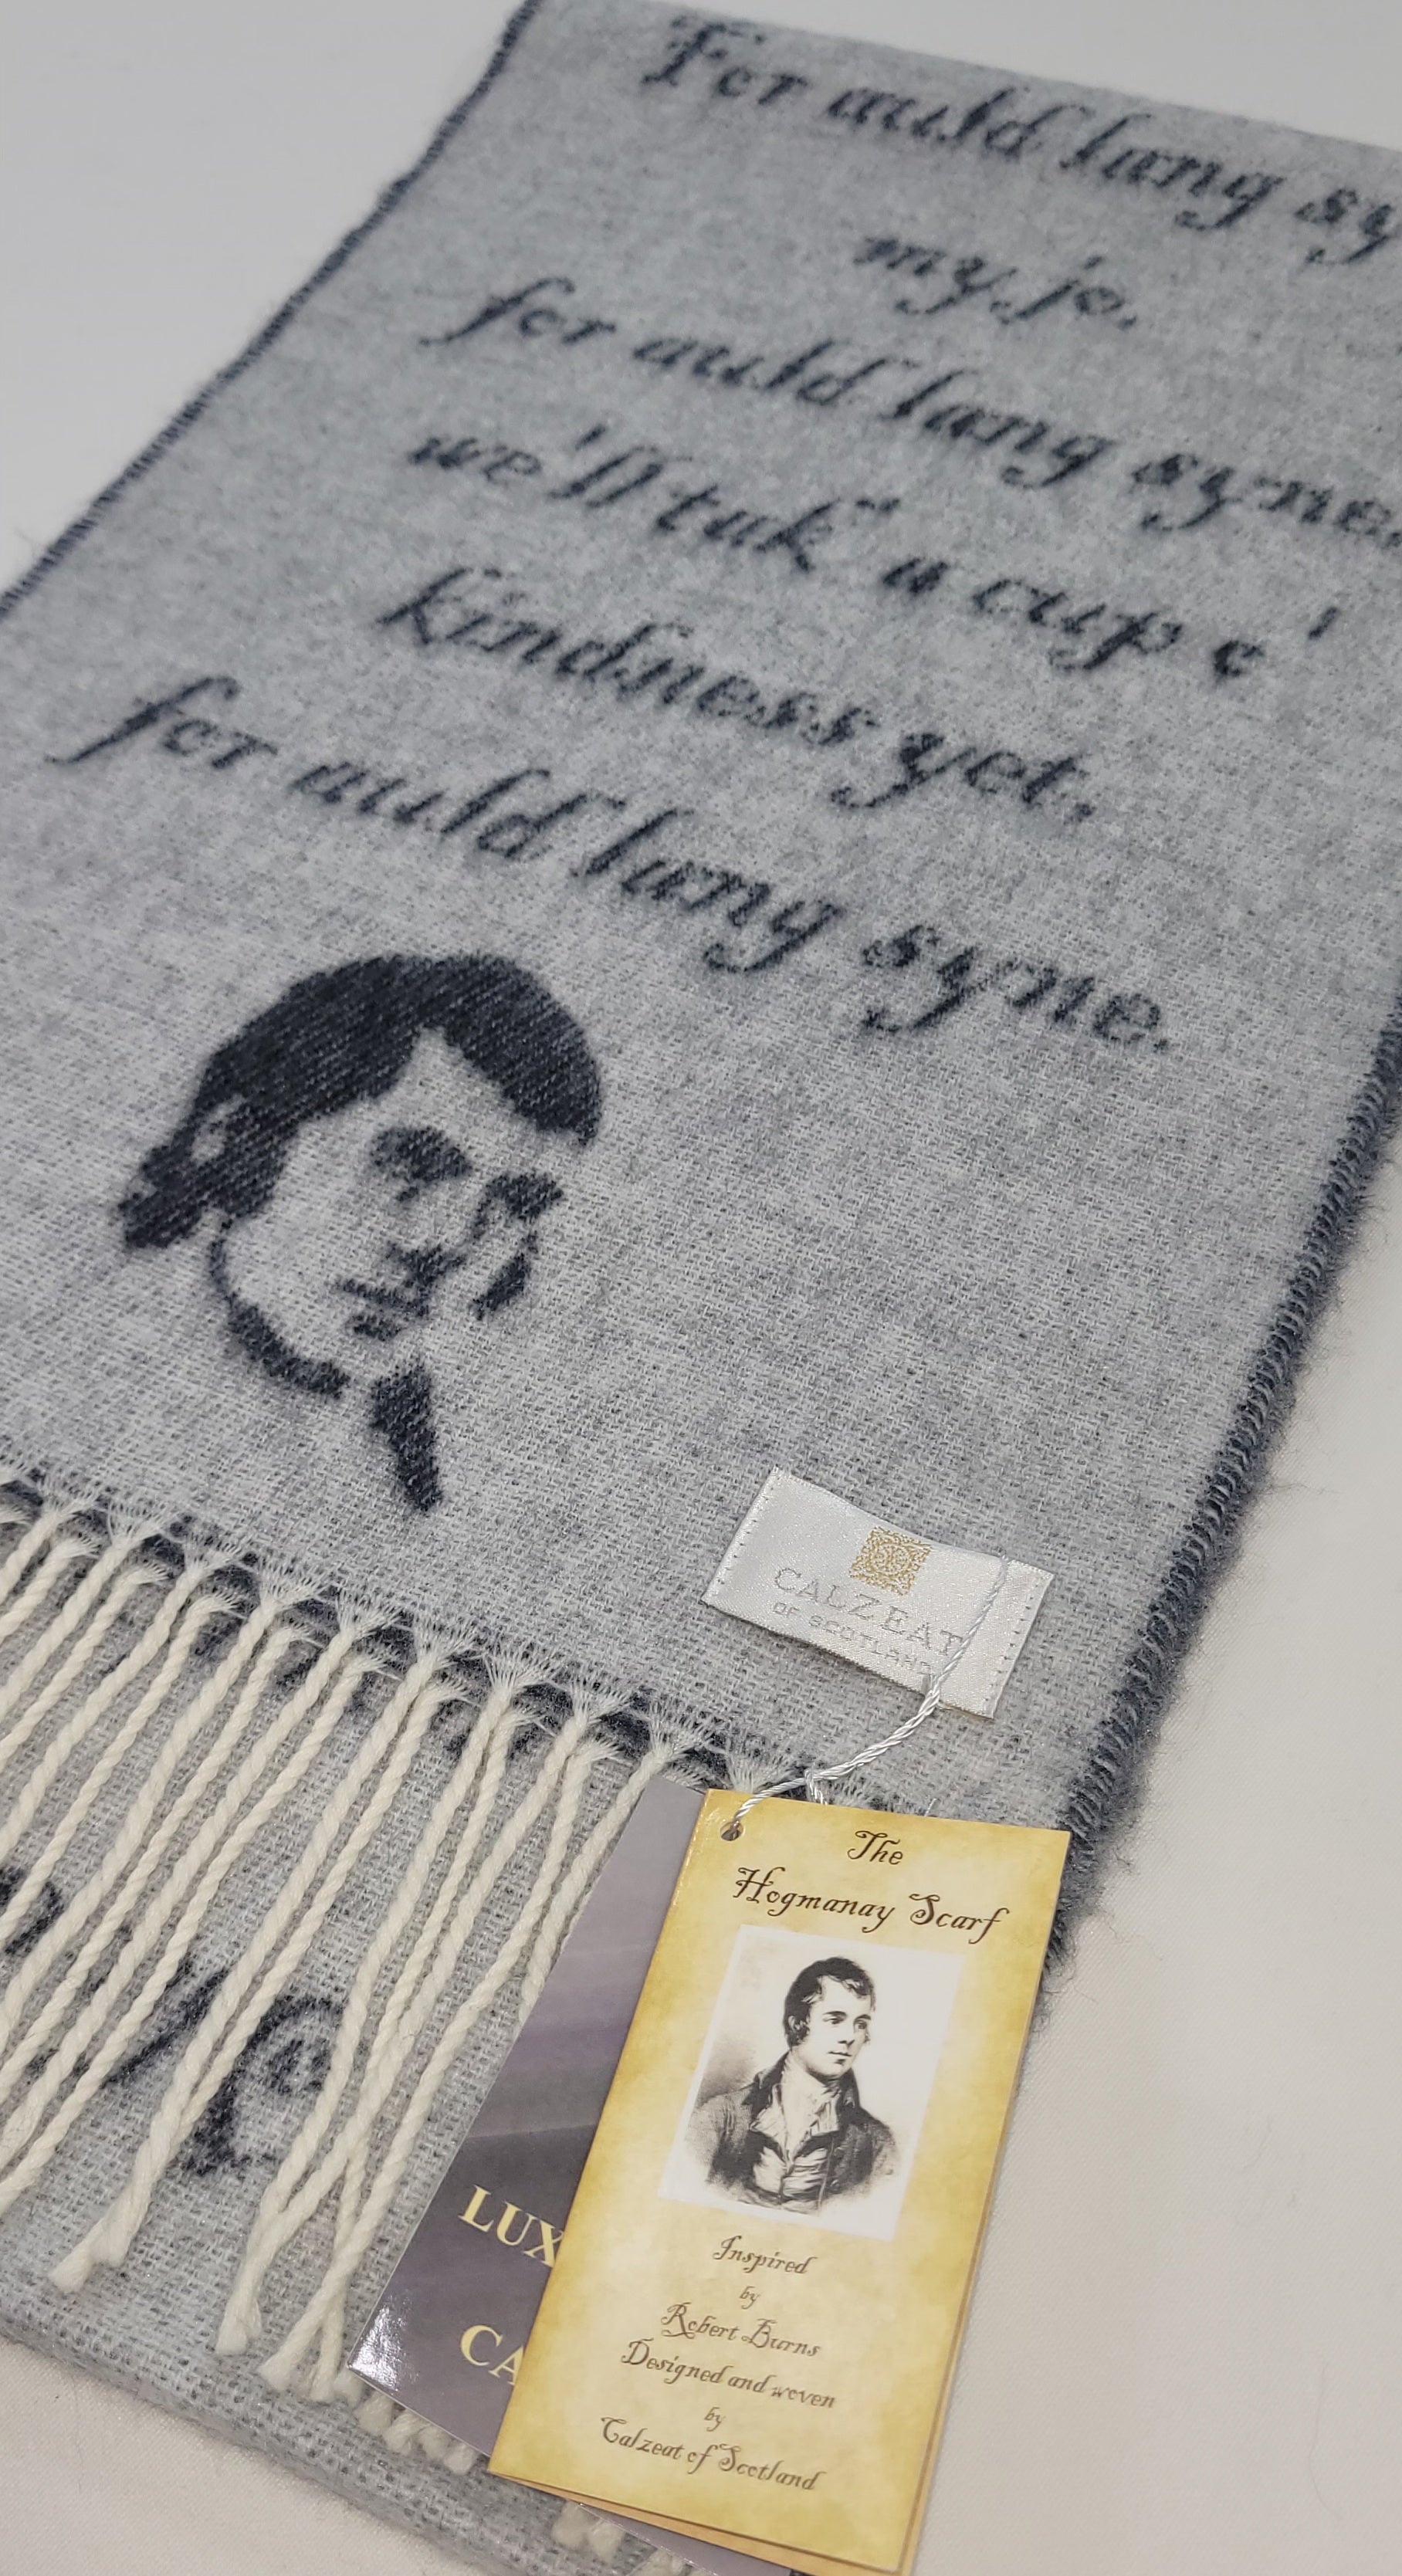 For auld lang sy
my jo,
for auld lang syne,
we'll tak' a cup o'
kindness yet,
for auld lang syne.
CALZEAT
OF SCOTLAND
The
Hogmanay Scarf
Inspired
by
Robert Burns
Designed and woven
by
Calzeat of Scotland
LUX
CA